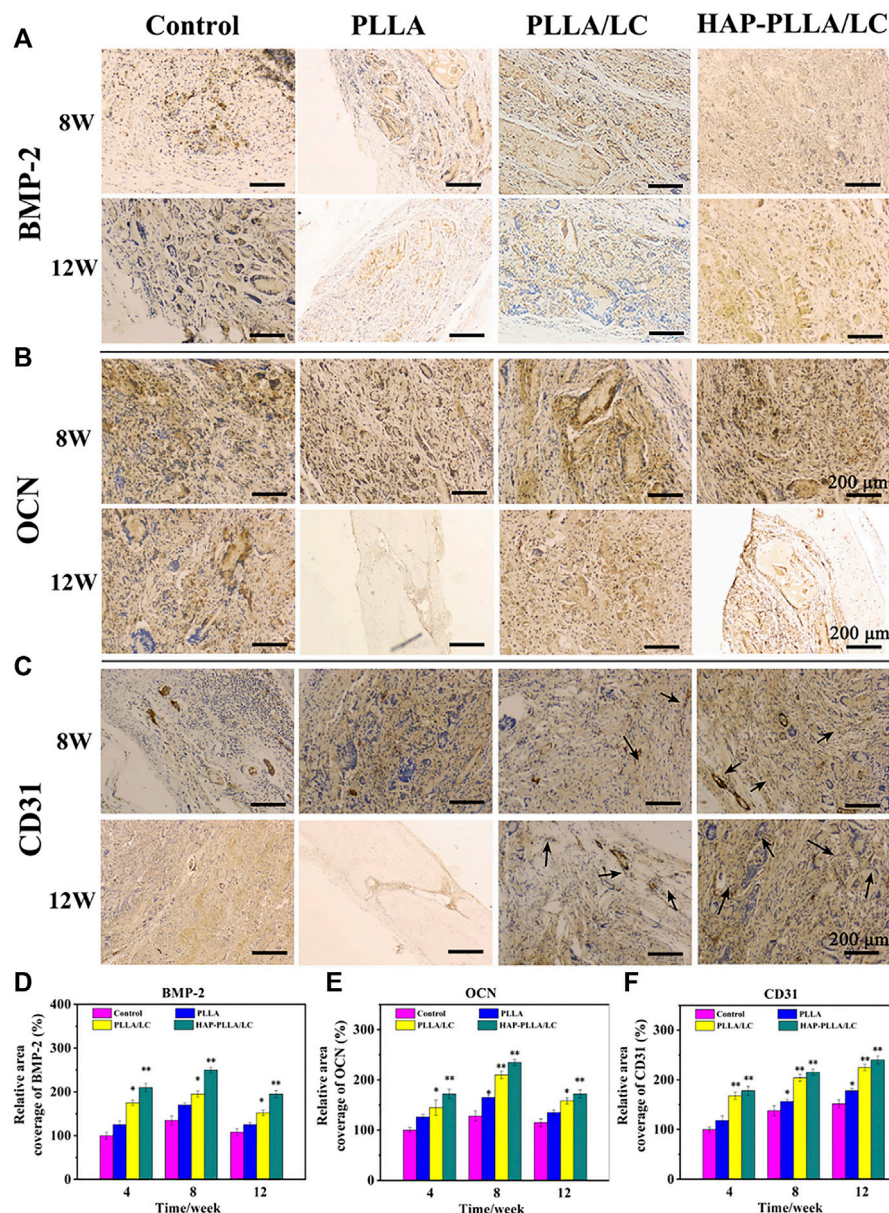 A
Control PLLA PLLA/LC HAP-PLLA/LC
BMP-2
8W
12W
B
OCN
8W
200 μm
12W
200 μm
C
CD31
8W
12W
200 μm
D
BMP-2
Control PLLA
PLLA/LC HAP-PLLA/LC
Relative area
coverage of BMP-2 (%)
400
300
200
100
0
* ** * ** * **
4 8 12
Time/week
E
OCN
Control PLLA
PLLA/LC HAP-PLLA/LC
Relative area
coverage of OCN (%)
300
200
100
0
* ** * ** ** * **
4 8 12
Time/week
F
CD31
Control PLLA
PLLA/LC HAP-PLLA/LC
Relative area
coverage of CD31 (%)
300
200
100
0
** ** * ** ** * ** **
4 8 12
Time/week